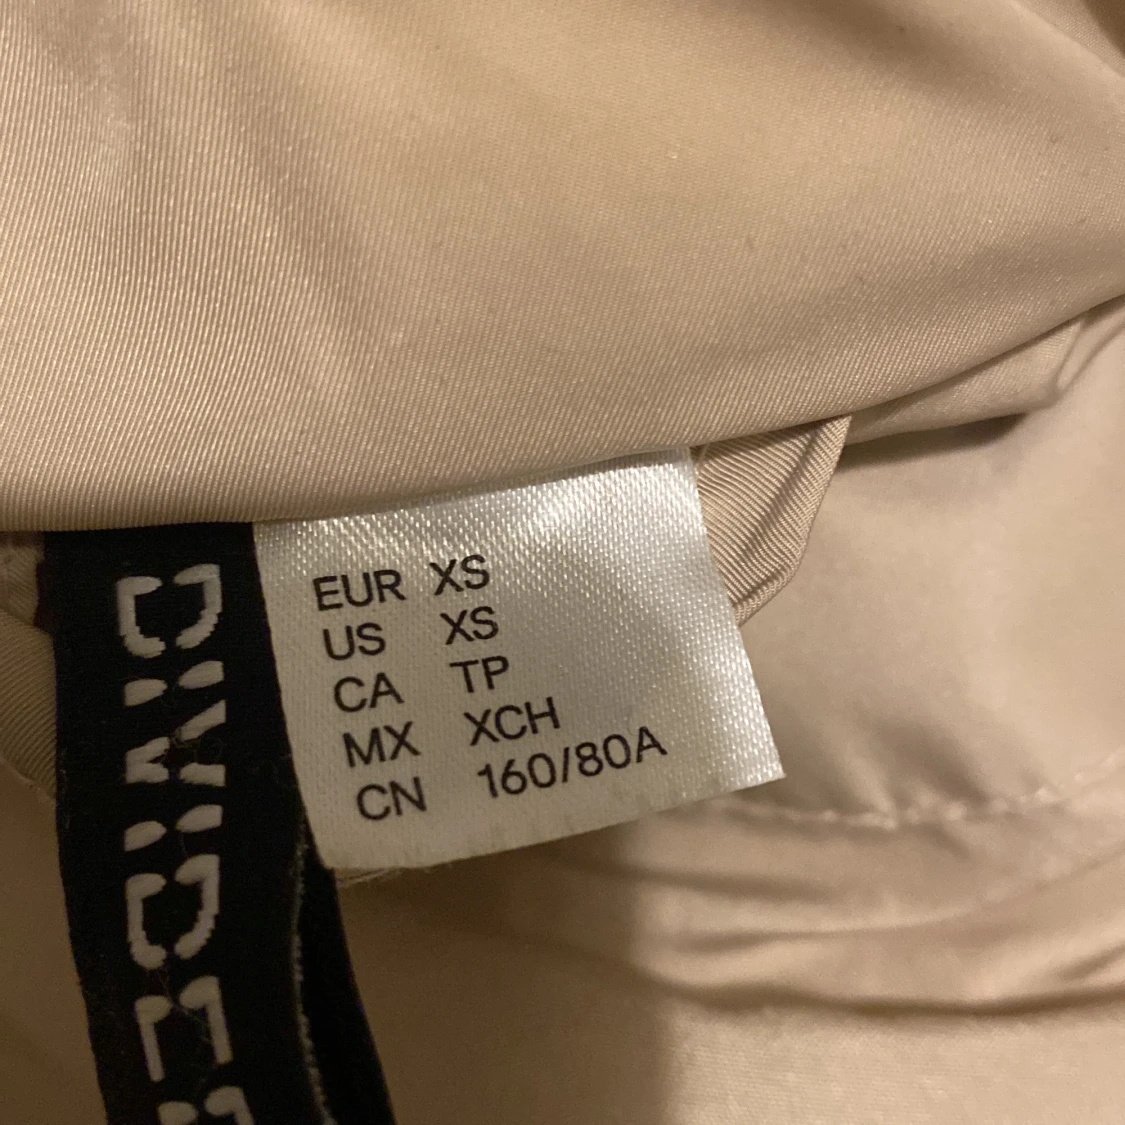 EUR XS
US XS
CA TP
MX XCH
CN 160/80A